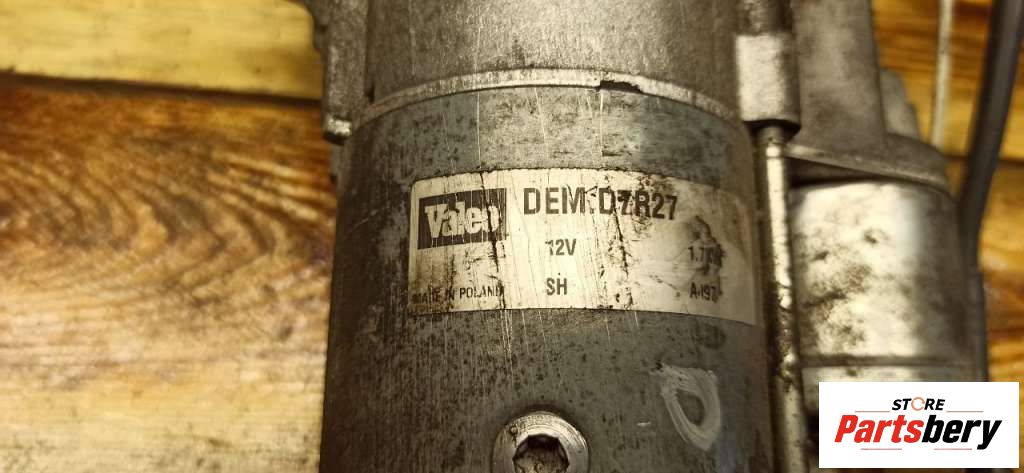 Valeo
DEM.D7R27
12V
SH
MADE IN POLAND
STORE
Partsbery